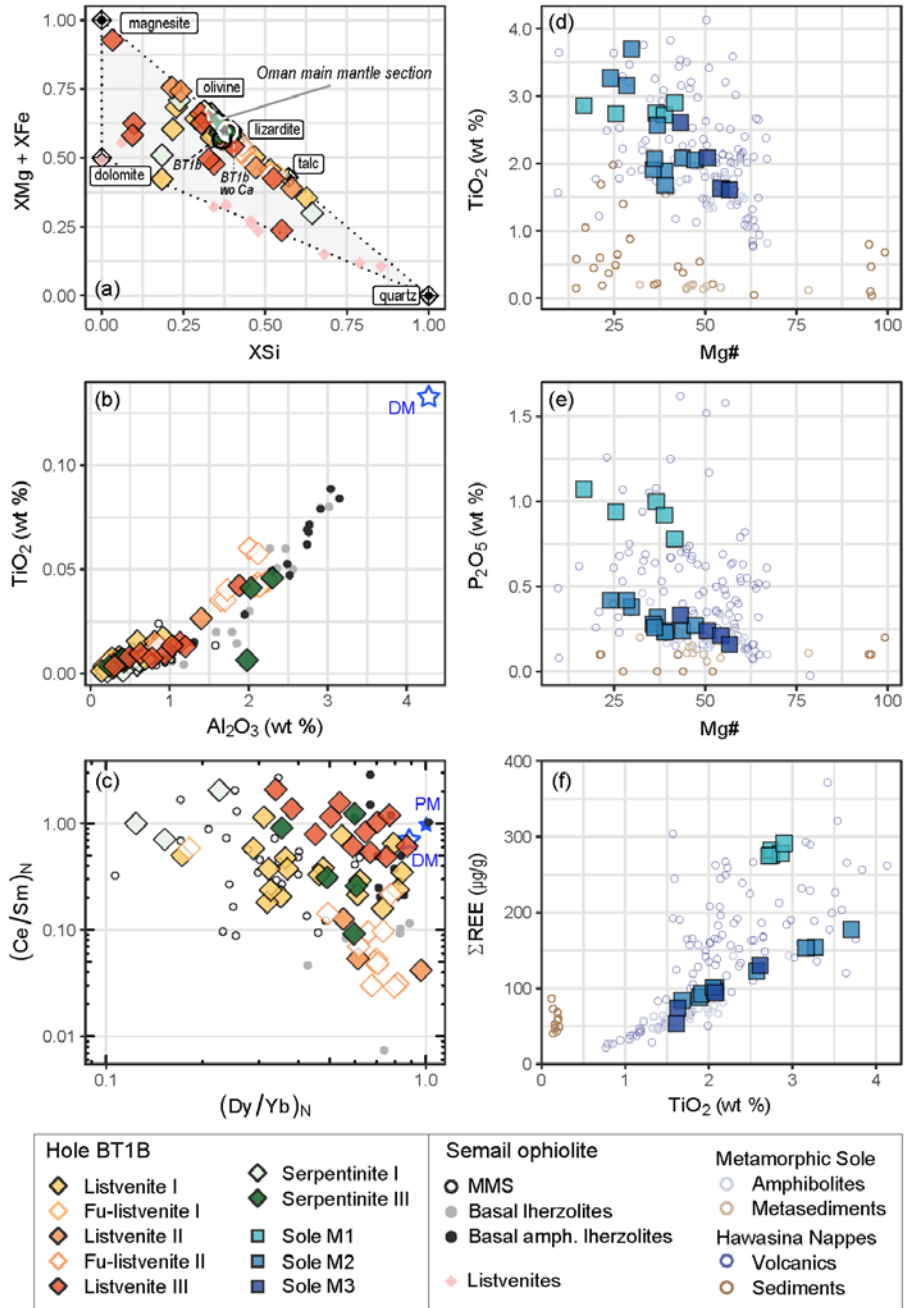 1.00
0.75
0.50
0.25
0.00
XMg + XFe
magnesite
olivine
Oman main mantle section
lizardite
talc
dolomite
BT1b
BT1b
wo Ca
quartz
(a)
0.00 0.25 0.50 0.75 1.00
XSi
(d)
4.0
3.0
2.0
1.0
0.0
TiO₂ (wt %)
25 50 75 100
Mg#
(b)
DM
0.10
0.05
0.00
TiO₂ (wt %)
0 1 2 3 4
Al₂O₃ (wt %)
(e)
1.5
1.0
0.5
0.0
P₂O₅ (wt %)
25 50 75 100
Mg#
(c)
PM
DM
1.00
0.10
0.01
(Ce/Sm)N
0.1 1.0
(Dy/Yb)N
(f)
400
300
200
100
0
ΣREE (µg/g)
0 1 2 3 4
TiO₂ (wt %)
Hole BT1B
Listvenite I
Fu-listvenite I
Listvenite II
Fu-listvenite II
Listvenite III
Serpentinite I
Serpentinite III
Sole M1
Sole M2
Sole M3
Semail ophiolite
MMS
Basal lherzolites
Basal amph. lherzolites
Listvenites
Metamorphic Sole
Amphibolites
Metasediments
Hawasina Nappes
Volcanics
Sediments